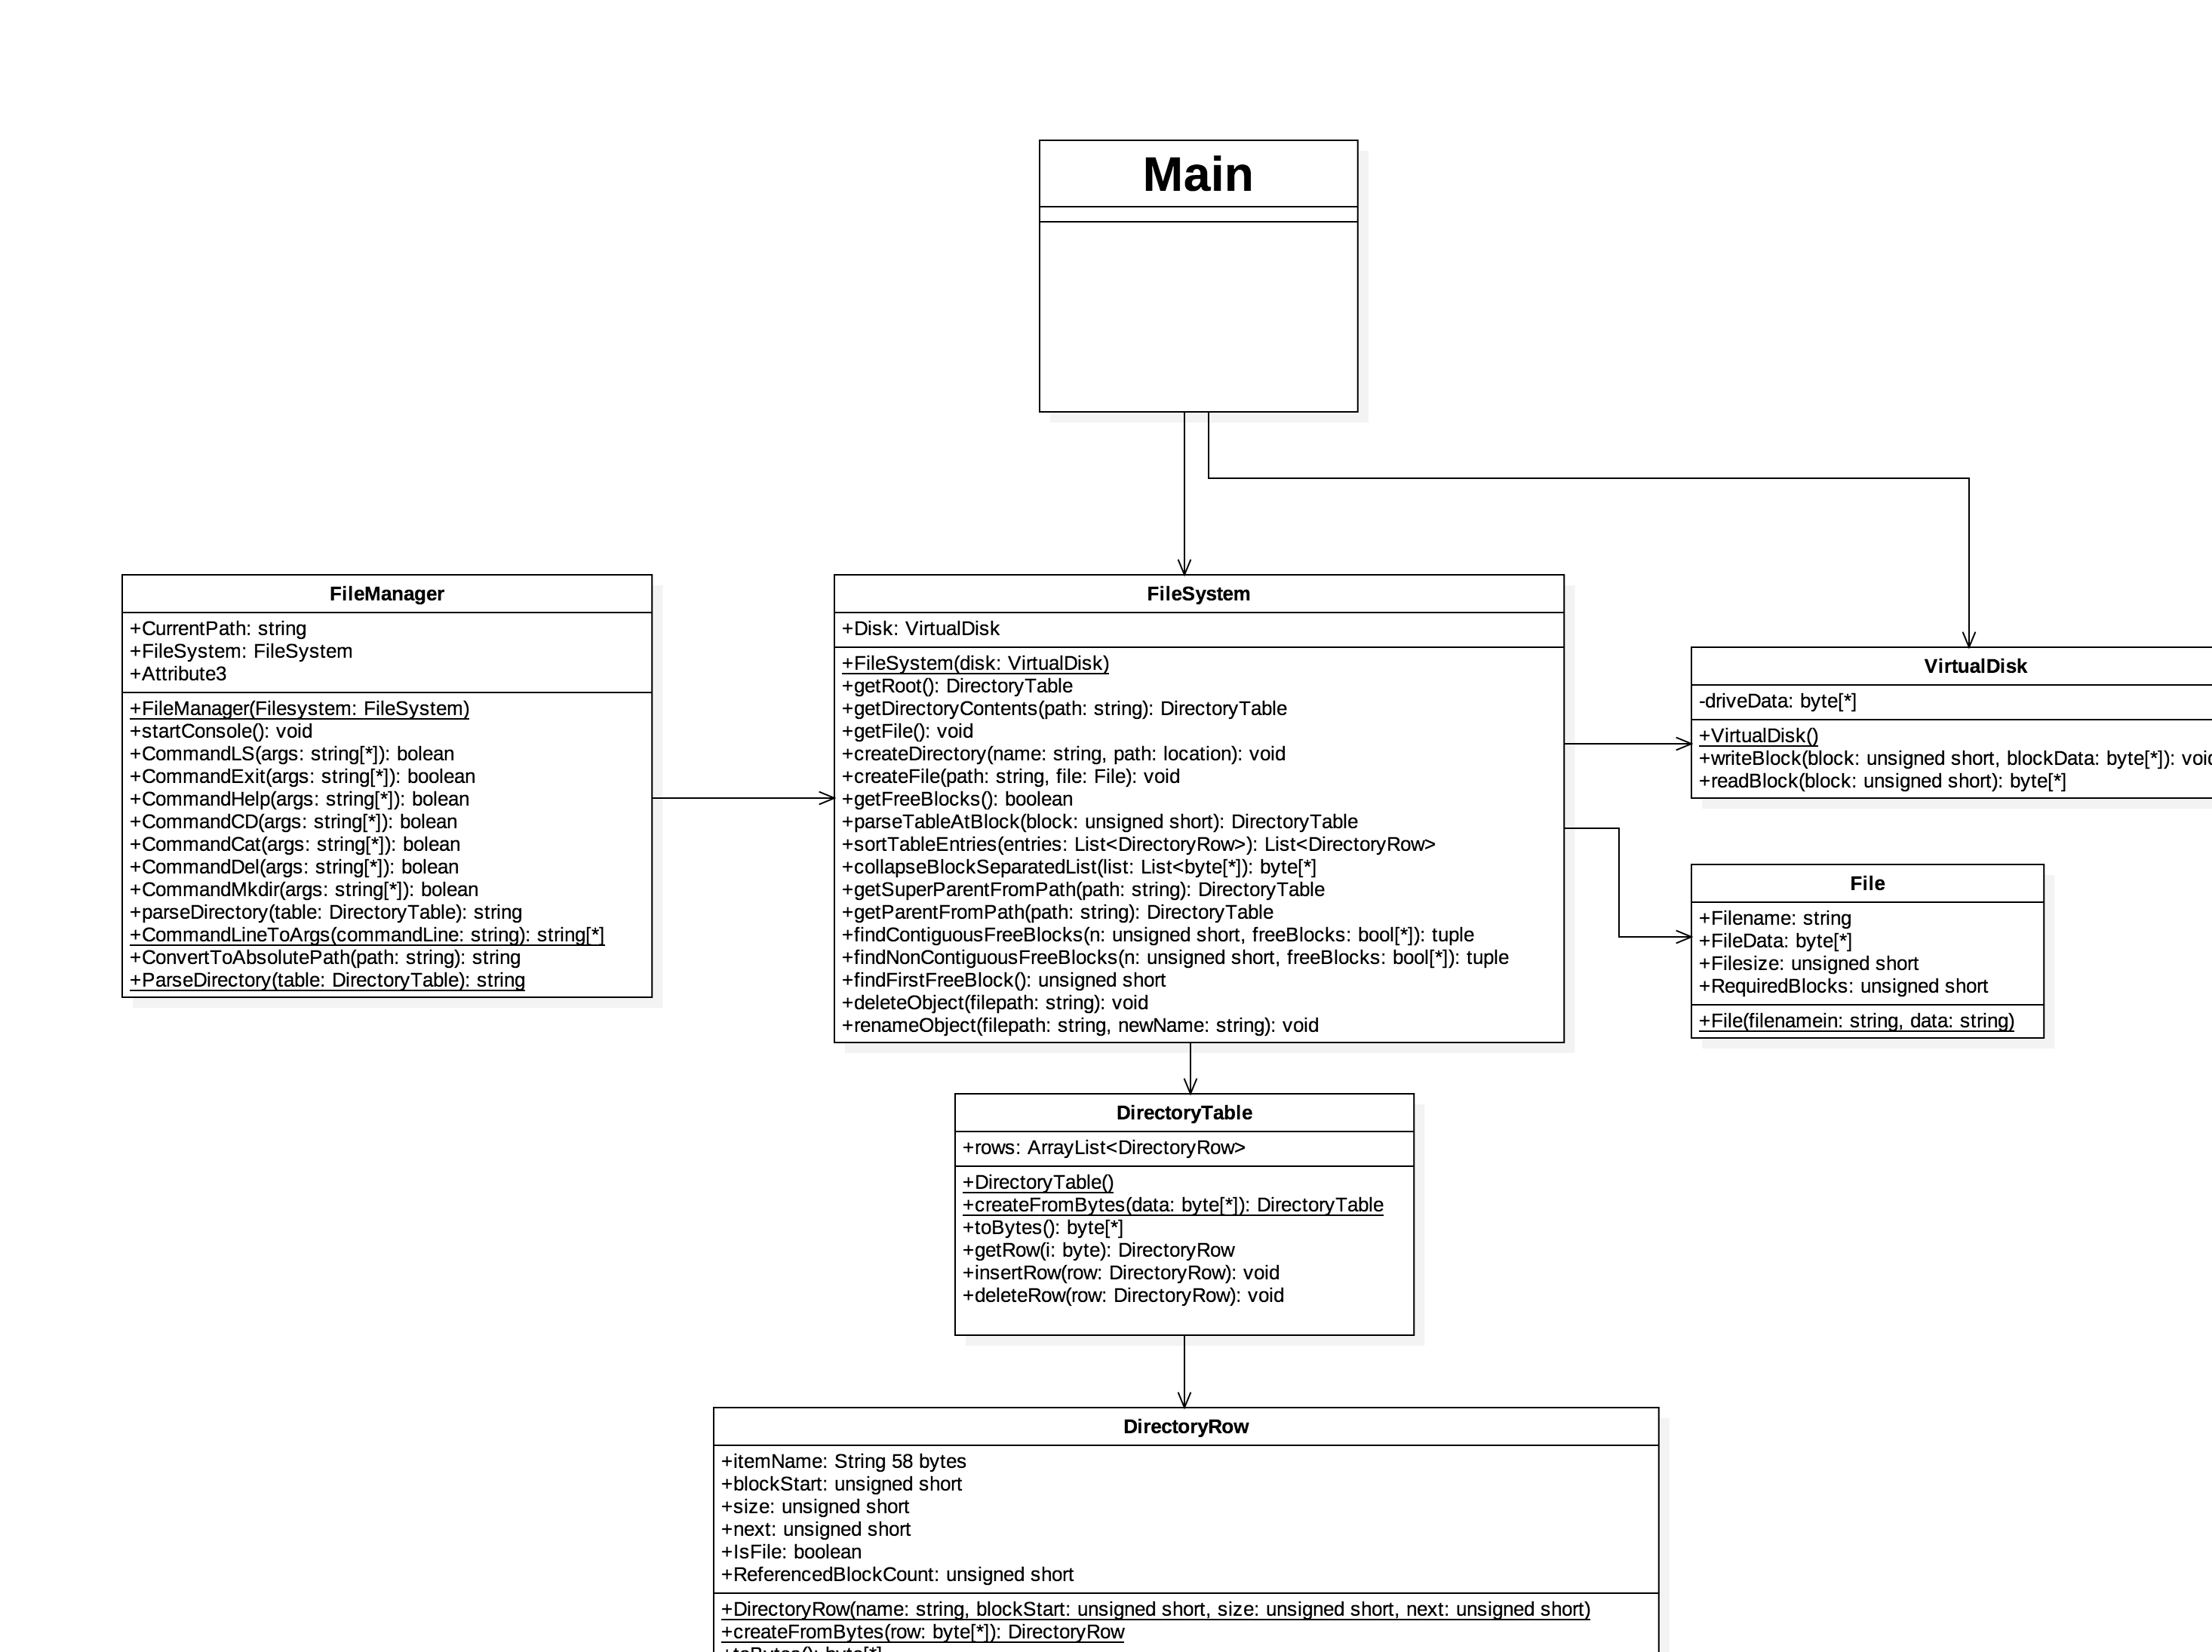 Main
FileManager
+CurrentPath: string
+FileSystem: FileSystem
+Attribute3
+FileManager(Filesystem: FileSystem)
+startConsole(): void
+CommandLS(args: string[*]): bolean
+CommandExit(args: string[*]): boolean
+CommandHelp(args: string[*]): bolean
+CommandCD(args: string[*]): bolean
+CommandCat(args: string[*]): bolean
+CommandDel(args: string[*]): bolean
+CommandMkdir(args: string[*]): bolean
+parseDirectory(table: DirectoryTable): string
+CommandLineToArgs(commandLine: string): string[*]
+ConvertToAbsolutePath(path: string): string
+ParseDirectory(table: DirectoryTable): string
FileSystem
+Disk: VirtualDisk
+FileSystem(disk: VirtualDisk)
+getRoot(): DirectoryTable
+getDirectoryContents(path: string): DirectoryTable
+getFile(): void
+createDirectory(name: string, path: location): void
+createFile(path: string, file: File): void
+getFreeBlocks(): boolean
+parseTableAtBlock(block: unsigned short): DirectoryTable
+sortTableEntries(entries: List<DirectoryRow>): List<DirectoryRow>
+collapseBlockSeparatedList(list: List<byte[*]): byte[*]
+getSuperParentFromPath(path: string): DirectoryTable
+getParentFromPath(path: string): DirectoryTable
+findContiguousFreeBlocks(n: unsigned short, freeBlocks: bool[*]): tuple
+findNonContiguousFreeBlocks(n: unsigned short, freeBlocks: bool[*]): tuple
+findFirstFreeBlock(): unsigned short
+deleteObject(filepath: string): void
+renameObject(filepath: string, newName: string): void
VirtualDisk
-driveData: byte[*]
+VirtualDisk()
+writeBlock(block: unsigned short, blockData: byte[*]):
+readBlock(block: unsigned short): byte[*]
File
+Filename: string
+FileData: byte[*]
+Filesize: unsigned short
+RequiredBlocks: unsigned short
+File(filenamein: string, data: string)
DirectoryTable
+rows: ArrayList<DirectoryRow>
+DirectoryTable()
+createFromBytes(data: byte[*]): DirectoryTable
+toBytes(): byte[*]
+getRow(i: byte): DirectoryRow
+insertRow(row: DirectoryRow): void
+deleteRow(row: DirectoryRow): void
DirectoryRow
+itemName: String 58 bytes
+blockStart: unsigned short
+size: unsigned short
+next: unsigned short
+IsFile: boolean
+ReferencedBlockCount: unsigned short
+DirectoryRow(name: string, blockStart: unsigned short, size: unsigned short, next: unsigned short)
+createFromBytes(row: byte[*]): DirectoryRow